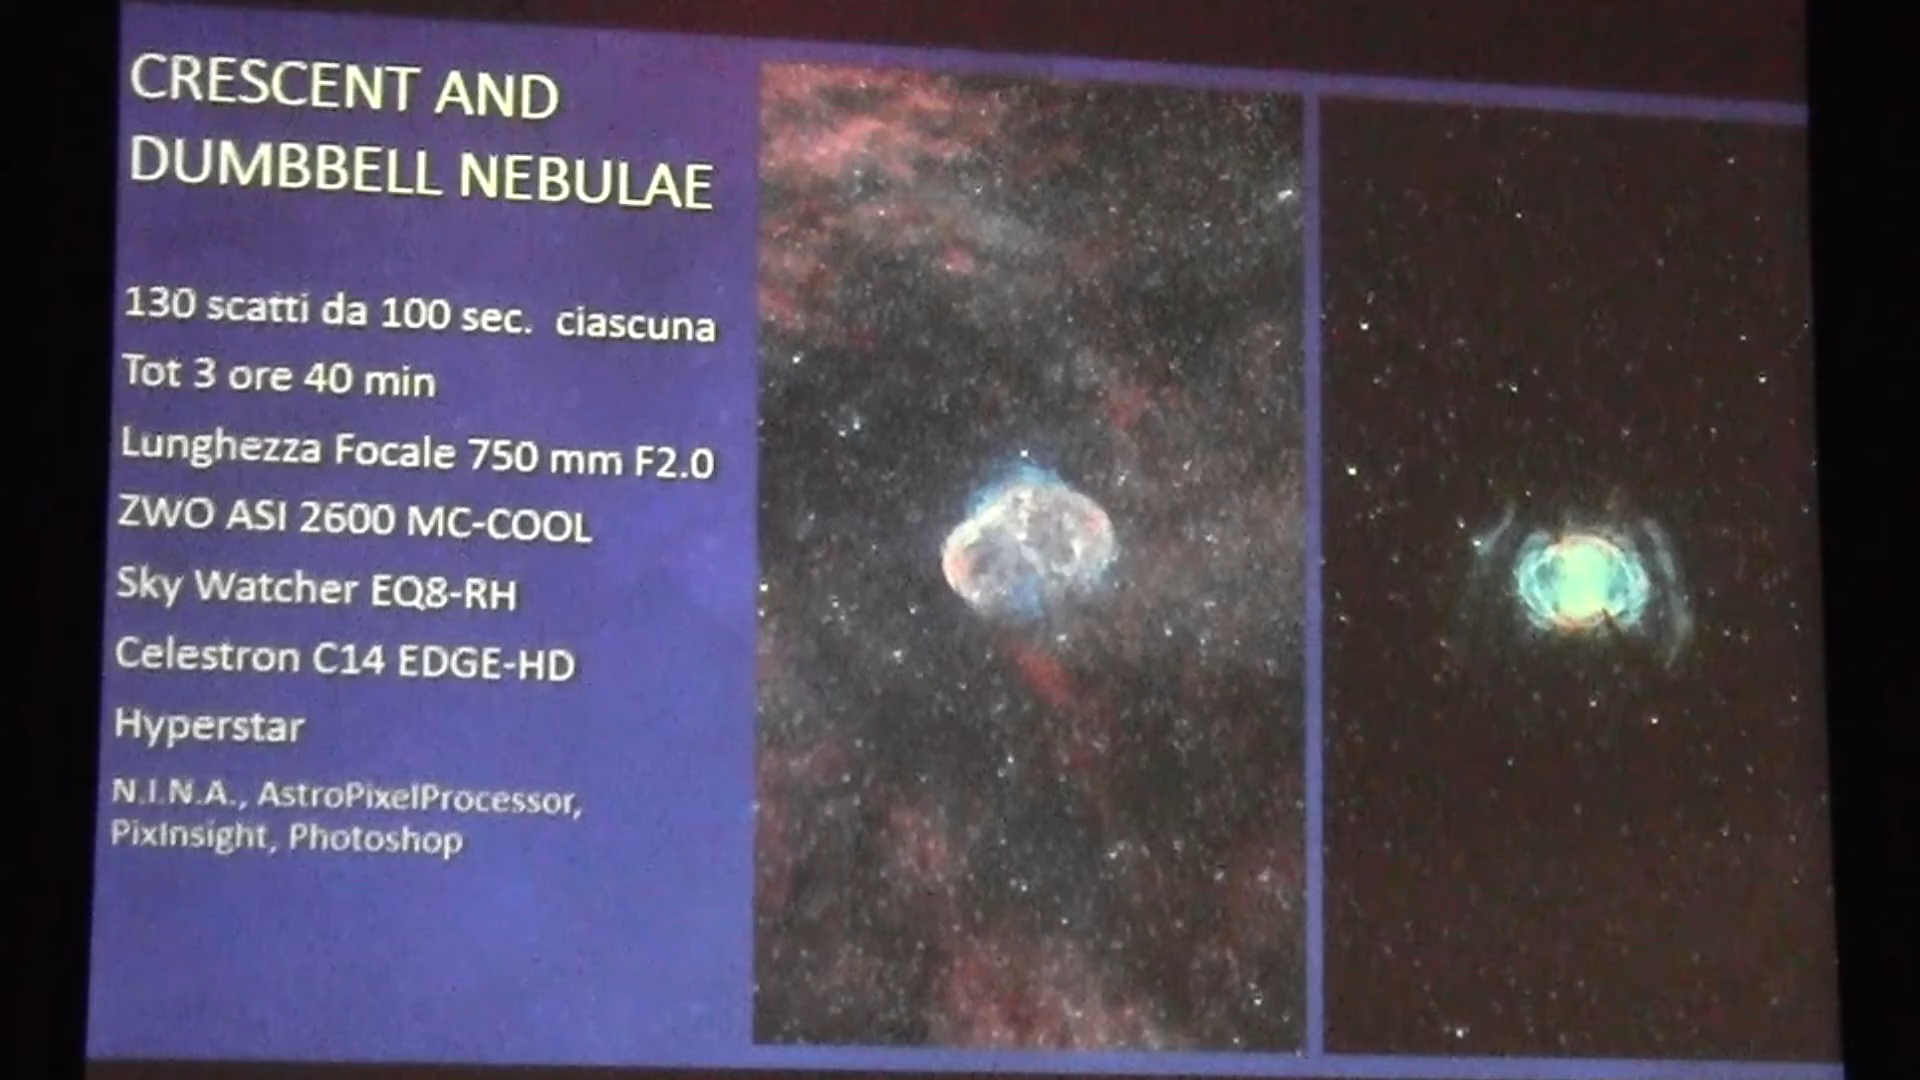 CRESCENT AND
DUMBBELL NEBULAE
130 scatti da 100 sec. ciascuna
Tot 3 ore 40 min
Lunghezza Focale 750 mm F2.0
ZWO ASI 2600 MC-COOL
Sky Watcher EQ8-RH
Celestron C14 EDGE-HD
Hyperstar
N.I.N.A., AstroPixelProcessor,
PixInsight, Photoshop